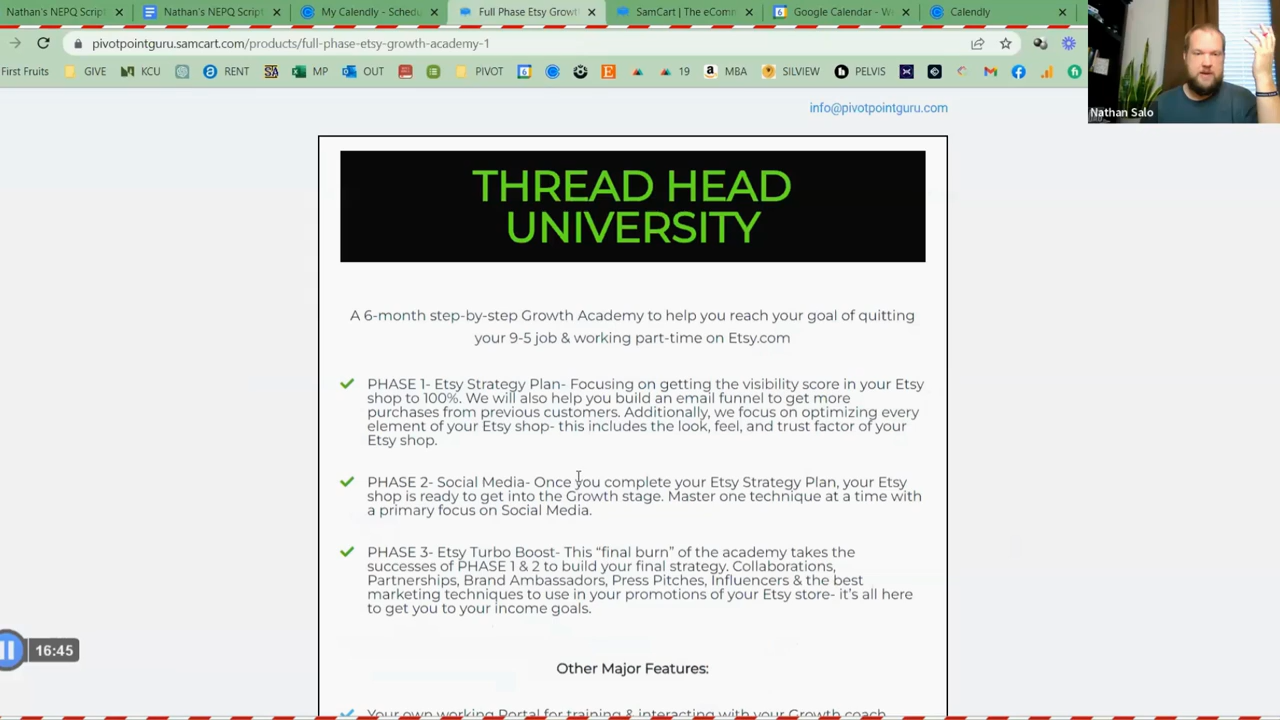 Nathan's NEPQ Script
Nathan's NEPQ Script
My Calendly - Schedu
Full Phase Etsy Growt
SamCart | The eComm
Google Calendar - W
Calendly
pivotpointguru.samcart.com/products/full-phase-etsy-growth-academy-1
First Fruits
GIVE
KCU
RENT
MP
OUT
PIVOT
19
MBA
SILVIEW
PELVIS
Nathan Salo
info@pivotpointguru.com
THREAD HEAD
UNIVERSITY
A 6-month step-by-step Growth Academy to help you reach your goal of quitting
your 9-5 job & working part-time on Etsy.com
PHASE 1- Etsy Strategy Plan- Focusing on getting the visibility score in your Etsy
shop to 100%. We will also help you build an email funnel to get more
purchases from previous customers. Additionally, we focus on optimizing every
element of your Etsy shop- this includes the look, feel, and trust factor of your
Etsy shop.
PHASE 2- Social Media- Once you complete your Etsy Strategy Plan, your Etsy
shop is ready to get into the Growth stage. Master one technique at a time with
a primary focus on Social Media.
PHASE 3- Etsy Turbo Boost- This “final burn” of the academy takes the
successes of PHASE 1 & 2 to build your final strategy. Collaborations,
Partnerships, Brand Ambassadors, Press Pitches, Influencers & the best
marketing techniques to use in your promotions of your Etsy store- it's all here
to get you to your income goals.
16:45
Other Major Features:
Your own working Portal for training & interacting with your Growth coach